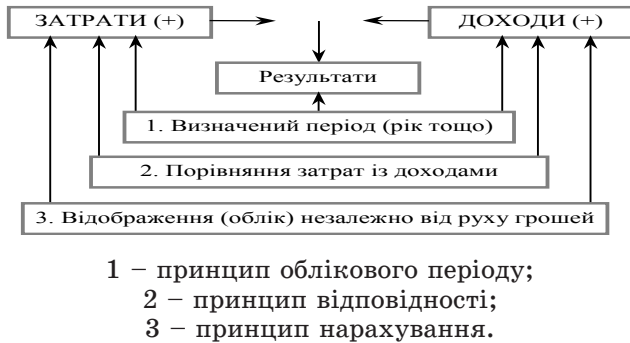 ЗАТРАТИ (+)
ДОХОДИ (+)
Результати
1. Визначений період (рік тощо)
2. Порівняння затрат із доходами
3. Відображення (облік) незалежно від руху грошей
1 – принцип облікового періоду;
2 – принцип відповідності;
3 – принцип нарахування.